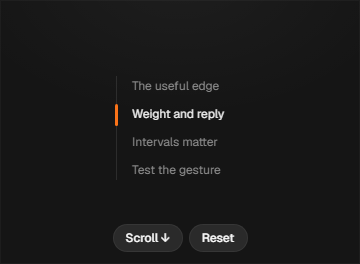 The useful edge
Weight and reply
Intervals matter
Test the gesture
Scroll ↓
Reset